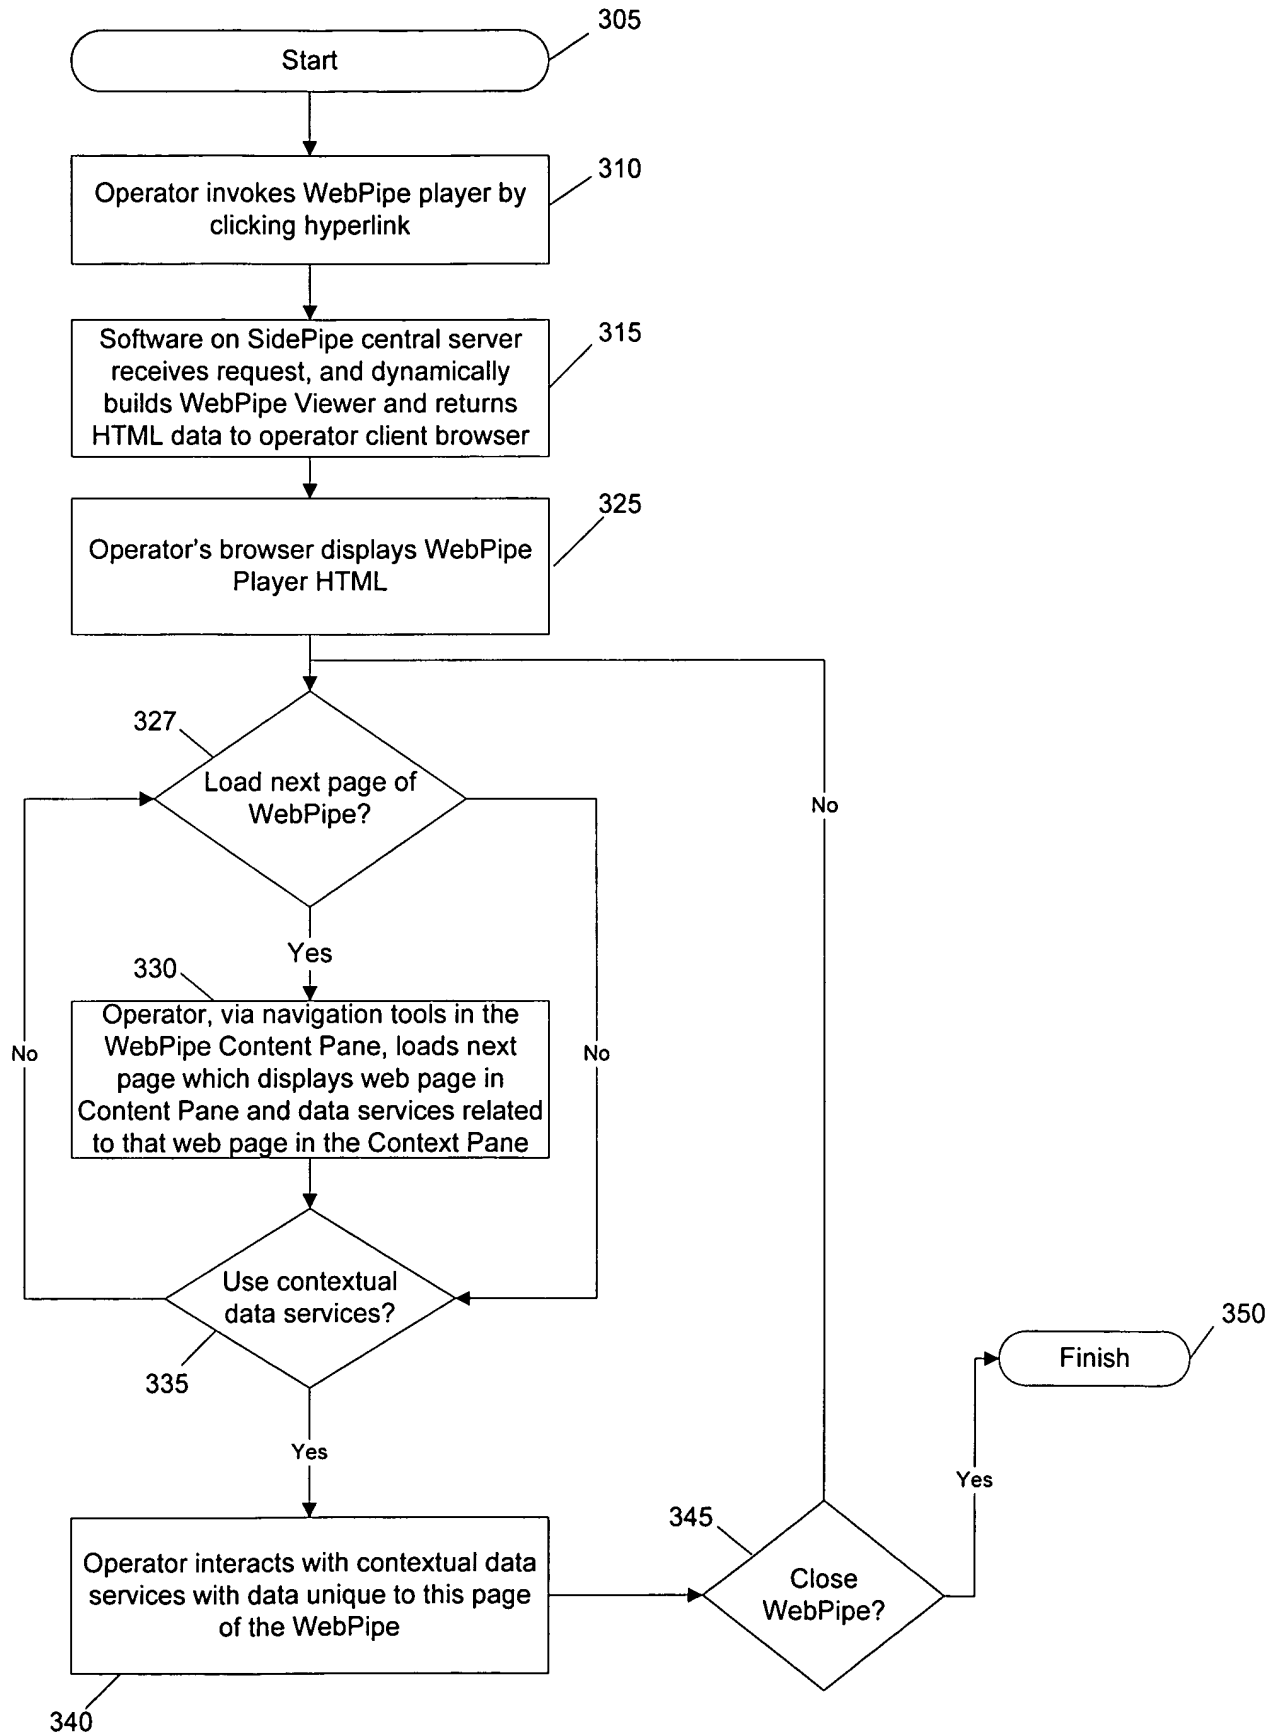 305
Start
310
Operator invokes WebPipe player by
clicking hyperlink
315
Software on SidePipe central server
receives request, and dynamically
builds WebPipe Viewer and returns
HTML data to operator client browser
325
Operator's browser displays WebPipe
Player HTML
327
Load next page of
WebPipe?
No
Yes
330
Operator, via navigation tools in the
WebPipe Content Pane, loads next
page which displays web page in
Content Pane and data services related
to that web page in the Context Pane
No
No
Use contextual
data services?
335
350
Finish
Yes
Yes
345
Operator interacts with contextual data
services with data unique to this page
of the WebPipe
Close
WebPipe?
340